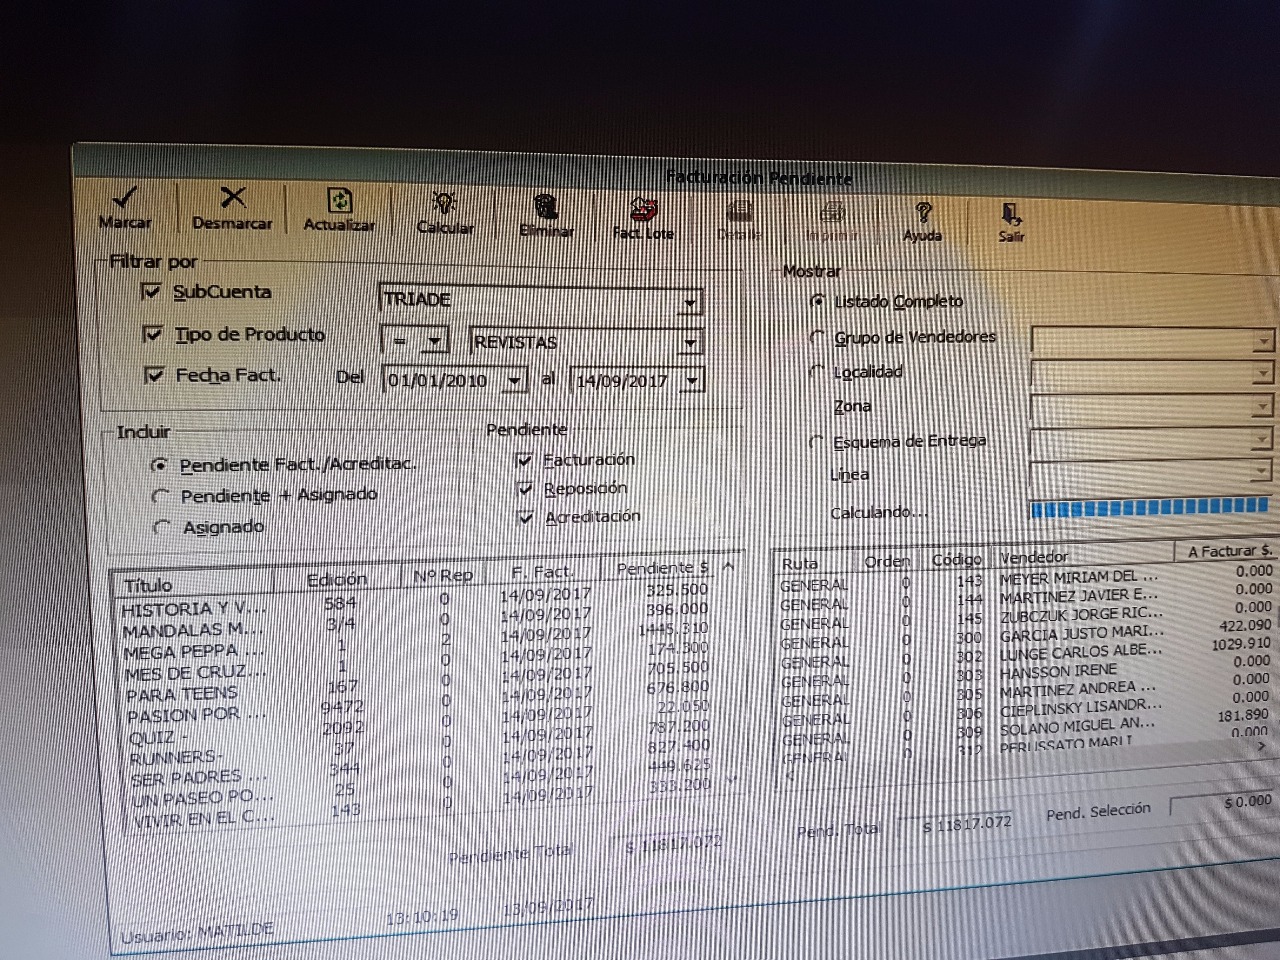 Facturación Pendiente
Marcar Desmarcar Actualizar Calcular Eliminar Fact. Lote Detalle Imprimir Ayuda Salir
Filtrar por
SubCuenta TRIADE
Tipo de Producto = REVISTAS
Fecha Fact. Del 01/01/2010 al 14/09/2017
Mostrar
Listado Completo
Grupo de Vendedores
Localidad
Zona
Esquema de Entrega
Línea
Calculando...
Incluir
Pendiente Fact./Acreditac.
Pendiente + Asignado
Asignado
Pendiente
Facturación
Reposición
Acreditación
Título Edición Nº Rep F. Fact. Pendiente $
HISTORIA Y V... 584 0 14/09/2017 325.500
MANDALAS M... 3/4 0 14/09/2017 396.000
MEGA PEPPA ... 1 2 14/09/2017 1445.310
MES DE CRUZ... 1 0 14/09/2017 174.300
PARA TEENS 167 0 14/09/2017 705.500
PASION POR ... 9472 0 14/09/2017 676.800
QUIZ - 2092 0 14/09/2017 22.050
RUNNERS- 37 0 14/09/2017 787.200
SER PADRES ... 344 0 14/09/2017 827.400
UN PASEO PO... 25 0 14/09/2017 449.625
VIVIR EN EL C... 143 0 14/09/2017 333.200
Pendiente Total $ 11817.072
Ruta Orden Código Vendedor A Facturar $.
GENERAL 0 143 MEYER MIRIAM DEL ... 0.000
GENERAL 0 144 MARTINEZ JAVIER E... 0.000
GENERAL 0 145 ZUBCZUK JORGE RIC... 0.000
GENERAL 0 300 GARCIA JUSTO MARI... 422.090
GENERAL 0 302 LUNGE CARLOS ALBE... 1029.910
GENERAL 0 303 HANSSON IRENE 0.000
GENERAL 0 305 MARTINEZ ANDREA ... 0.000
GENERAL 0 306 CIEPLINSKY LISANDR... 0.000
GENERAL 0 309 SOLANO MIGUEL AN... 181.890
GENERAL 0 312 PERUSSATO 0.000
Pend. Total $ 11817.072 Pend. Selección $ 0.000
Usuario: MATILDE 13:10:19 13/09/2017